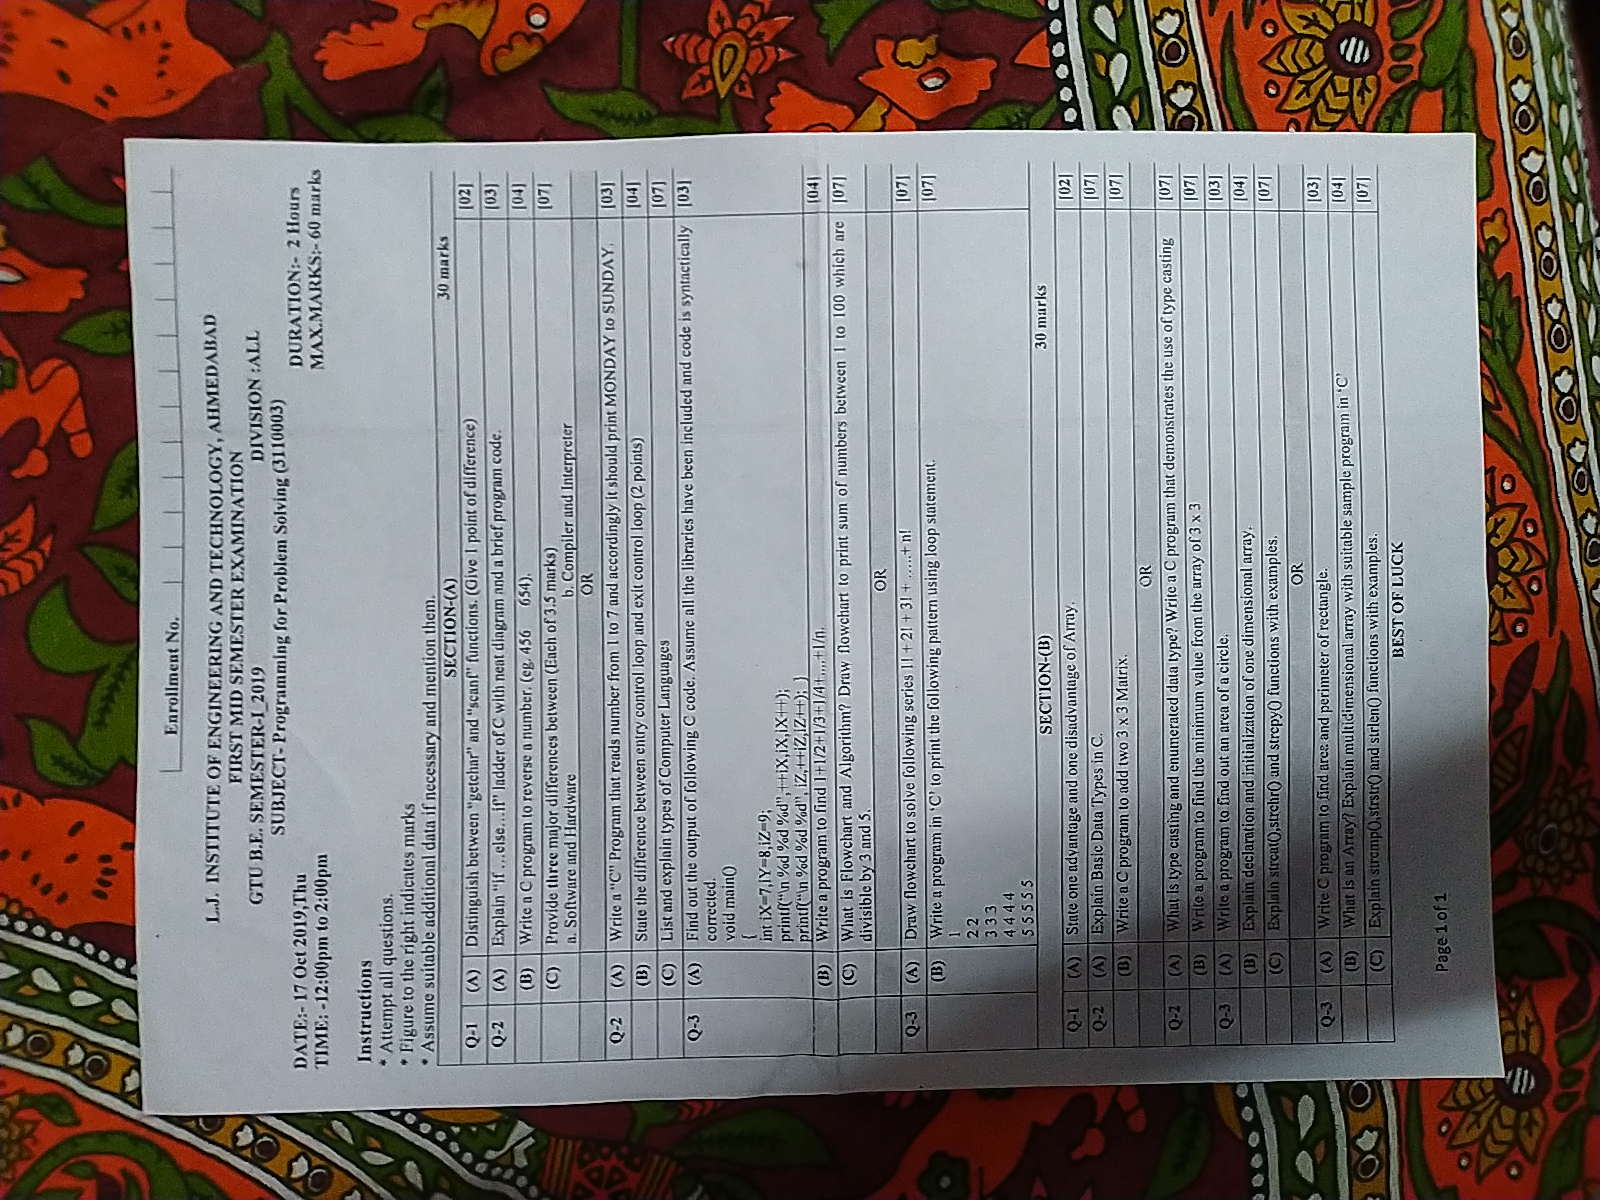 Enrollment No.
L.J. INSTITUTE OF ENGINEERING AND TECHNOLOGY, AHMEDABAD
FIRST MID SEMESTER EXAMINATION
GTU B.E. SEMESTER-I_2019 DIVISION :ALL
SUBJECT - Programming for Problem Solving (3110003)
DATE:- 17 Oct 2019,Thu DURATION:- 2 Hours
TIME: -12:00pm to 2:00pm MAX.MARKS:- 60 marks
Instructions
* Attempt all questions.
* Figure to the right indicates marks
* Assume suitable additional data if necessary and mention them.
SECTION-(A) 30 marks
Q-1 (A) Distinguish between "getchar" and "scanf" functions. (Give 1 point of difference) [02]
Q-2 (A) Explain "if…else…if" ladder of C with neat diagram and a brief program code. [03]
(B) Write a C program to reverse a number. (eg. 456 654). [04]
(C) Provide three major differences between (Each of 3.5 marks) [07]
a. Software and Hardware b. Compiler and Interpreter
OR
Q-2 (A) Write a "C" Program that reads number from 1 to 7 and accordingly it should print MONDAY to SUNDAY. [03]
(B) State the difference between entry control loop and exit control loop (2 points) [04]
(C) List and explain types of Computer Languages [07]
Q-3 (A) Find out the output of following C code. Assume all the libraries have been included and code is syntactically [03]
corrected.
void main()
{
int iX=7,iY=8,iZ=9;
printf("\n %d %d %d", ++iX,iX,iX++);
printf("\n %d %d %d", iZ,++iZ,iZ++); }
(B) Write a program to find 1+1/2+1/3+1/4+....+1/n. [04]
(C) What is Flowchart and Algorithm? Draw flowchart to print sum of numbers between 1 to 100 which are [07]
divisible by 3 and 5.
OR
Q-3 (A) Draw flowchart to solve following series 1! + 2! + 3! + ......+ n! [07]
(B) Write a program in 'C' to print the following pattern using loop statement. [07]
1
2 2
3 3 3
4 4 4 4
5 5 5 5 5
SECTION-(B) 30 marks
Q-1 (A) State one advantage and one disadvantage of Array. [02]
Q-2 (A) Explain Basic Data Types in C. [07]
(B) Write a C program to add two 3 x 3 Matrix. [07]
OR
Q-2 (A) What is type casting and enumerated data type? Write a C program that demonstrates the use of type casting [07]
(B) Write a program to find the minimum value from the array of 3 x 3 [07]
Q-3 (A) Write a program to find out an area of a circle. [03]
(B) Explain declaration and initialization of one dimensional array. [04]
(C) Explain strcat(),strchr() and strcpy() functions with examples. [07]
OR
Q-3 (A) Write C program to find area and perimeter of rectangle. [03]
(B) What is an Array? Explain multidimensional array with suitable sample program in 'C' [04]
(C) Explain strcmp(),strstr() and strlen() functions with examples. [07]
BEST OF LUCK
Page 1 of 1